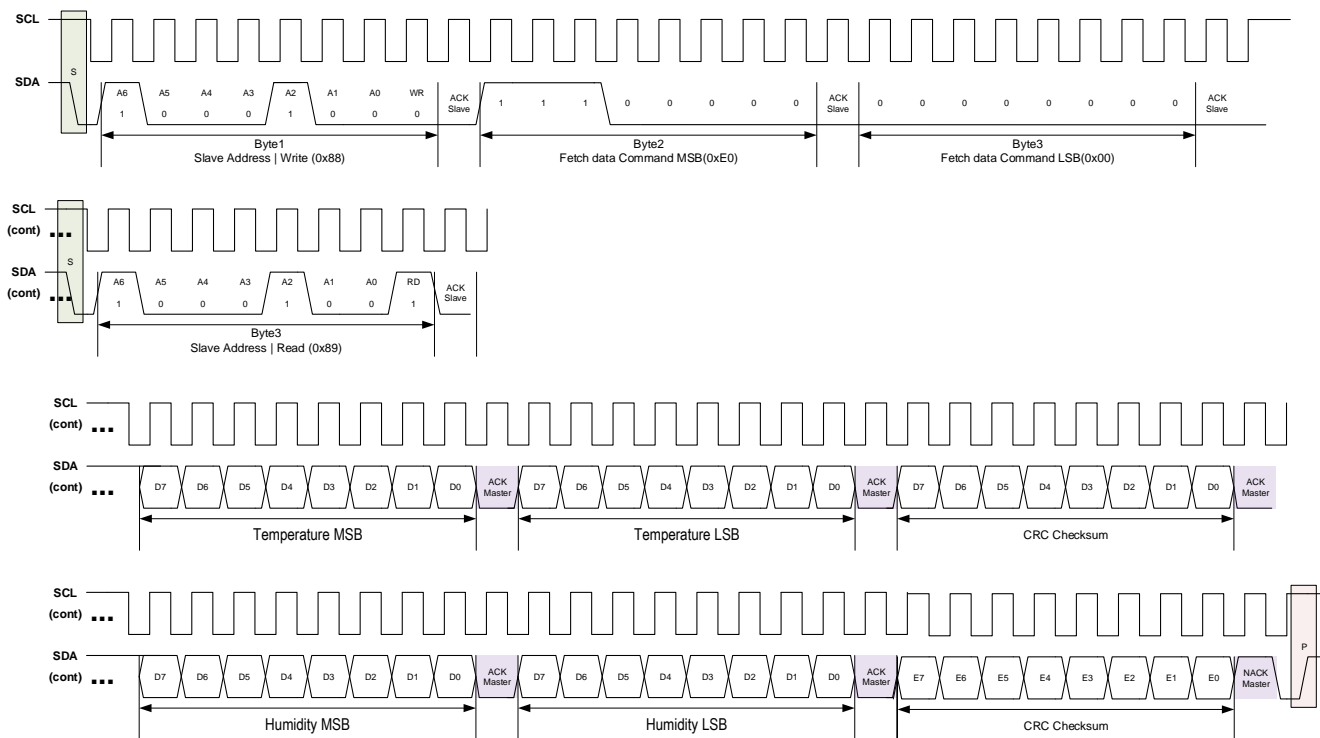 SCL
S
SDA
A6 A5 A4 A3 A2 A1 A0 WR ACK Slave
1 0 0 0 1 0 0 0
1 1 1 0 0 0 0 0 ACK Slave
0 0 0 0 0 0 0 0 ACK Slave
Byte1
Slave Address | Write (0x88)
Byte2
Fetch data Command MSB(0xE0)
Byte3
Fetch data Command LSB(0x00)
SCL
(cont) ...
S
SDA
(cont) ...
A6 A5 A4 A3 A2 A1 A0 RD ACK Slave
1 0 0 0 1 0 0 1
Byte3
Slave Address | Read (0x89)
SCL
(cont) ...
SDA
(cont) ...
D7 D6 D5 D4 D3 D2 D1 D0 ACK Master D7 D6 D5 D4 D3 D2 D1 D0 ACK Master D7 D6 D5 D4 D3 D2 D1 D0 ACK Master
Temperature MSB Temperature LSB CRC Checksum
SCL
(cont) ...
P
SDA
(cont) ...
D7 D6 D5 D4 D3 D2 D1 D0 ACK Master D7 D6 D5 D4 D3 D2 D1 D0 ACK Master E7 E6 E5 E4 E3 E2 E1 E0 NACK Master
Humidity MSB Humidity LSB CRC Checksum